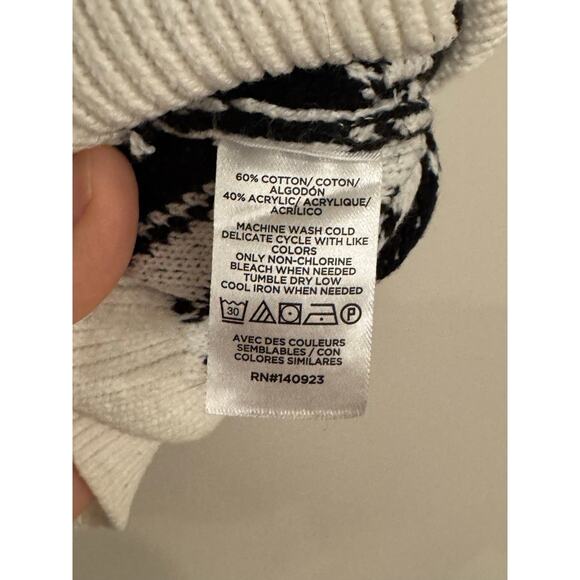 60% COTTON/ COTON/
ALGODÓN
40% ACRYLIC/ ACRYLIQUE/
ACRÍLICO
MACHINE WASH COLD
DELICATE CYCLE WITH LIKE
COLORS
ONLY NON-CHLORINE
BLEACH WHEN NEEDED
TUMBLE DRY LOW
COOL IRON WHEN NEEDED
30 P
AVEC DES COULEURS
SEMBLABLES / CON
COLORES SIMILARES
RN#140923